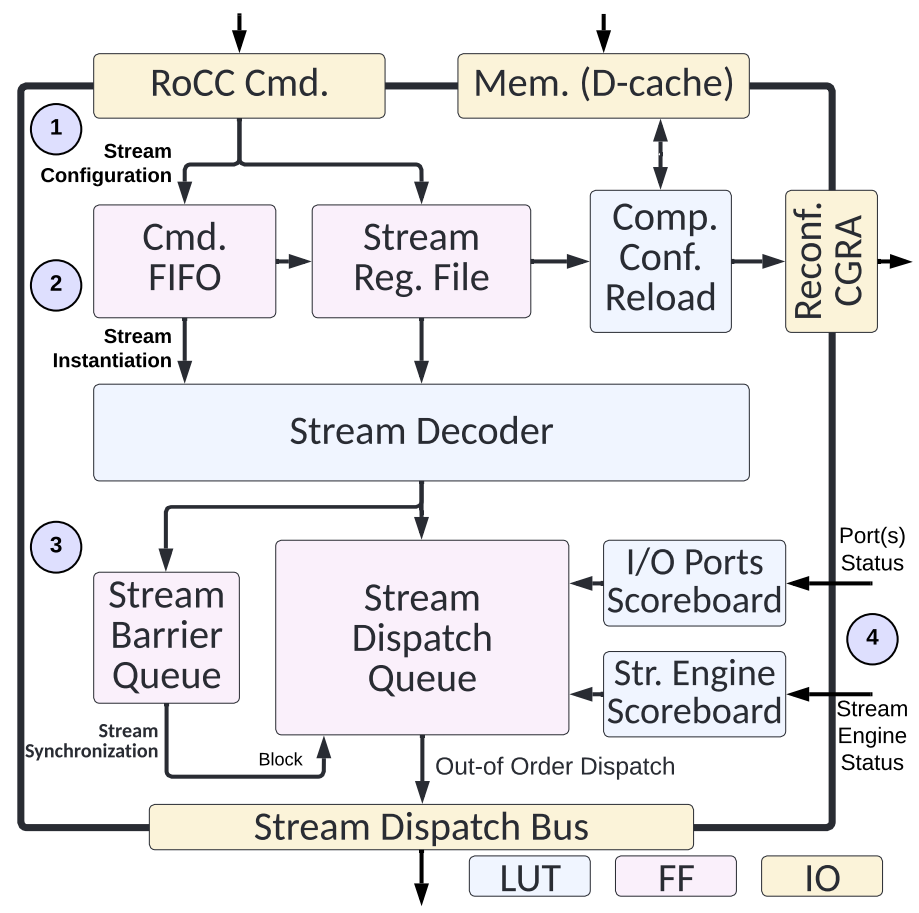 RoCC Cmd.
Mem. (D-cache)
1
Stream
Configuration
Cmd.
FIFO
Stream
Reg. File
Comp.
Conf.
Reload
Reconf.
CGRA
2
Stream
Instantiation
Stream Decoder
3
Stream
Barrier
Queue
Stream
Dispatch
Queue
I/O Ports
Scoreboard
Port(s)
Status
4
Str. Engine
Scoreboard
Stream
Engine
Status
Stream
Synchronization
Block
Out-of Order Dispatch
Stream Dispatch Bus
LUT
FF
IO